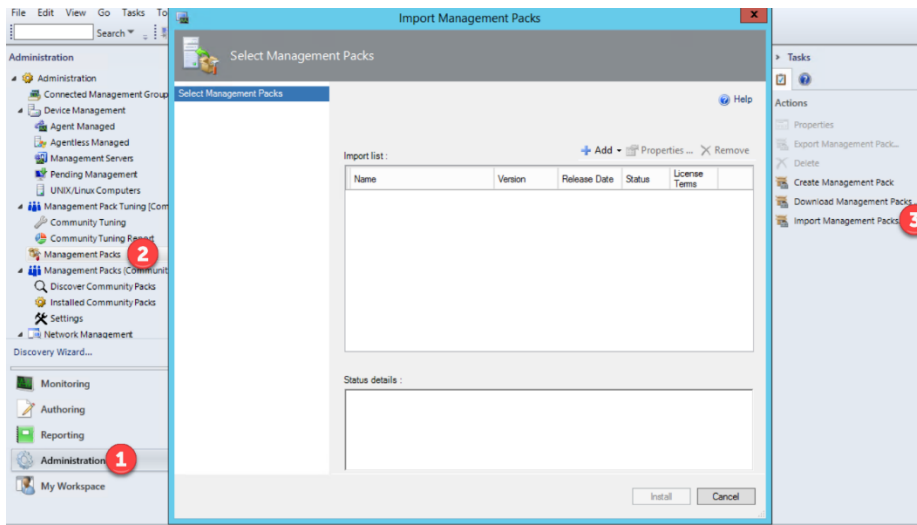 File Edit View Go Tasks To
Search
Administration
Administration
Connected Management Group
Device Management
Agent Managed
Agentless Managed
Management Servers
Pending Management
UNIX/Linux Computers
Management Pack Tuning (Com
Community Tuning
Community Tuning Report
Management Packs
2
Management Packs (Communit
Discover Community Packs
Installed Community Packs
Settings
Network Management
Discovery Wizard...
Monitoring
Authoring
Reporting
Administration
1
My Workspace
Import Management Packs
x
Select Management Packs
Select Management Packs
Help
Import list :
Add Properties ... Remove
Name Version Release Date Status License Terms
Status details :
Install Cancel
Tasks
Actions
Properties
Export Management Pack...
Delete
Create Management Pack
Download Management Packs...
Import Management Packs
3